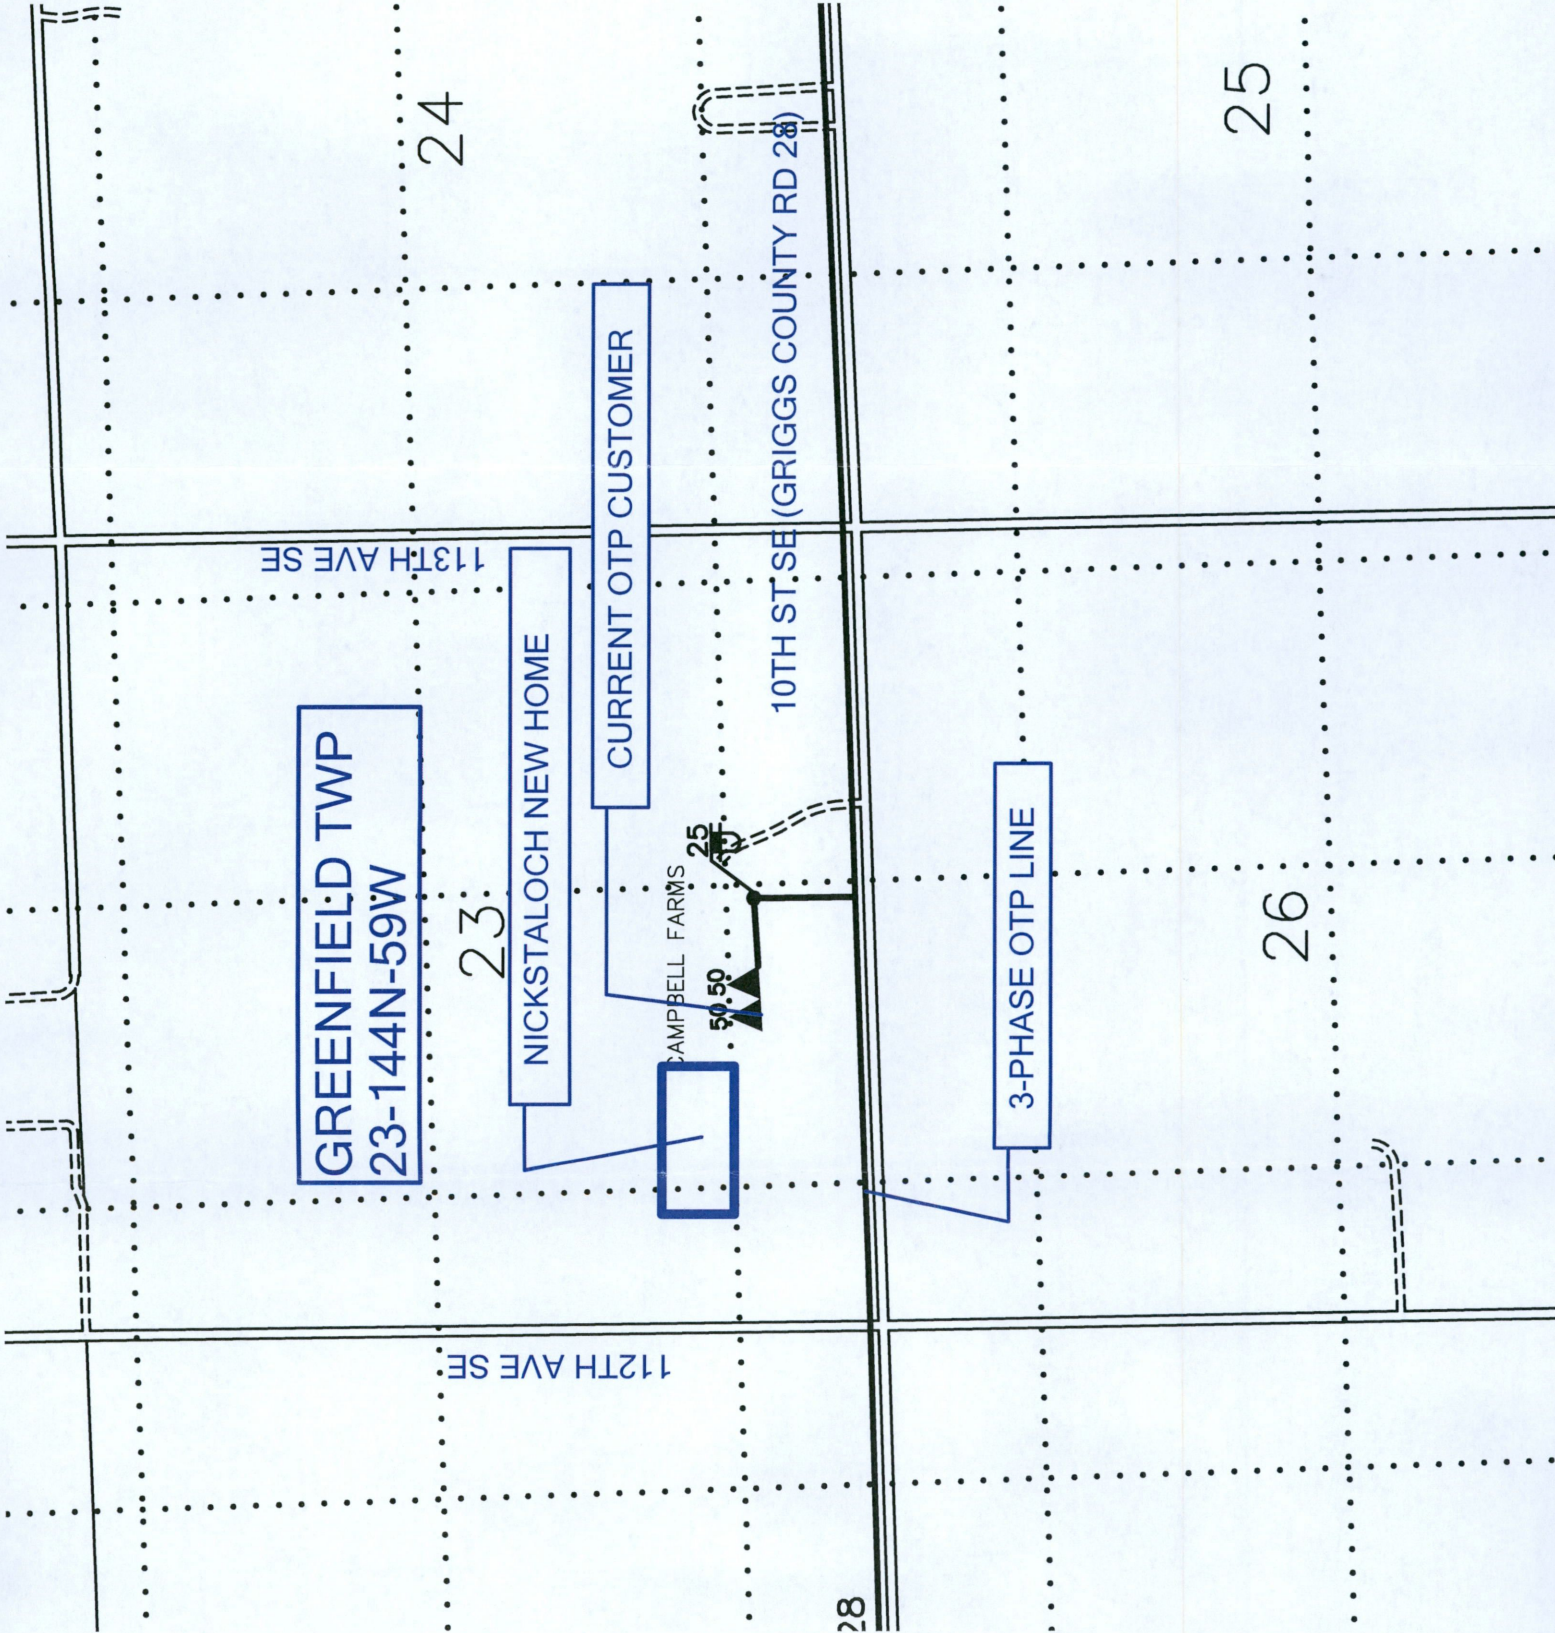 24
25
10TH ST SE (GRIGGS COUNTY RD 28)
113TH AVE SE
CURRENT OTP CUSTOMER
NICKSTALOCH NEW HOME
GREENFIELD TWP
23-144N-59W
23
CAMPBELL FARMS
25
50 50
3-PHASE OTP LINE
26
112TH AVE SE
28